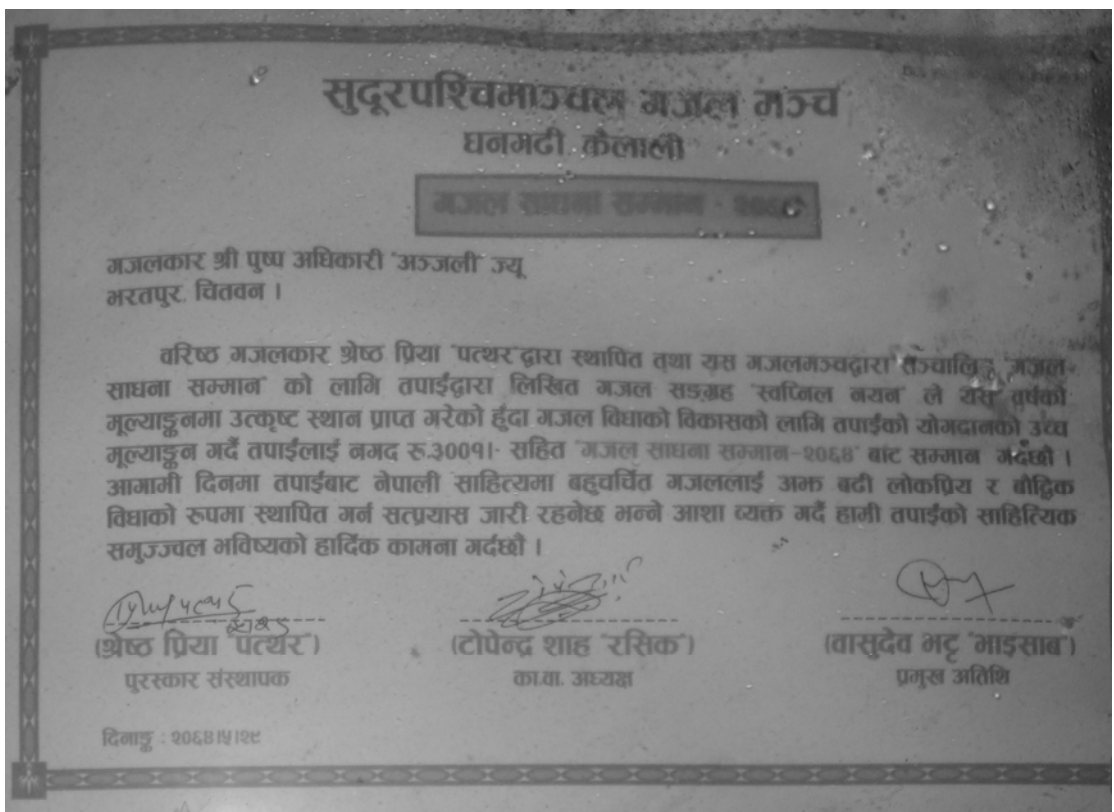 सुदूरपश्चिमाञ्चल गजल मञ्च
धनगढी कैलाली
गजल साधना सम्मान -
गजलकार श्री पुष्प अधिकारी "अञ्जली" ज्यू
भरतपुर, चितवन ।
वरिष्ठ गजलकार श्रेष्ठ प्रिया "पत्थर" द्वारा स्थापित तथा यस गजलमञ्चद्वारा सञ्चालित "गजल
साधना सम्मान" को लागि तपाईंद्वारा लिखित गजल सङग्रह "स्वप्निल नयन" ले यस वर्षको
मूल्याङ्कनमा उत्कृष्ट स्थान प्राप्त गरेको हुँदा गजल विधाको विकासको लागि तपाईंको योगदानको उच्च
मूल्याङ्कन गर्दै तपाईंलाई नगद रु.३००१।- सहित "गजल साधना सम्मान-२०६४" बाट सम्मान गर्दछौं ।
आगामी दिनमा तपाईंबाट नेपाली साहित्यमा बहुचर्चित गजललाई अझ बढी लोकप्रिय र बौद्धिक
विधाको रुपमा स्थापित गर्न सत्प्रयास जारी रहनेछ भन्ने आशा व्यक्त गर्दै हामी तपाईंको साहित्यिक
समुज्ज्वल भविष्यको हार्दिक कामना गर्दछौं ।
(श्रेष्ठ प्रिया "पत्थर") (टोपेन्द्र शाह "रसिक") (वासुदेव भट्ट "भाइसाब")
पुरस्कार संस्थापक का.वा. अध्यक्ष प्रमुख अतिथि
दिनाङ्क : २०६४।५।२९